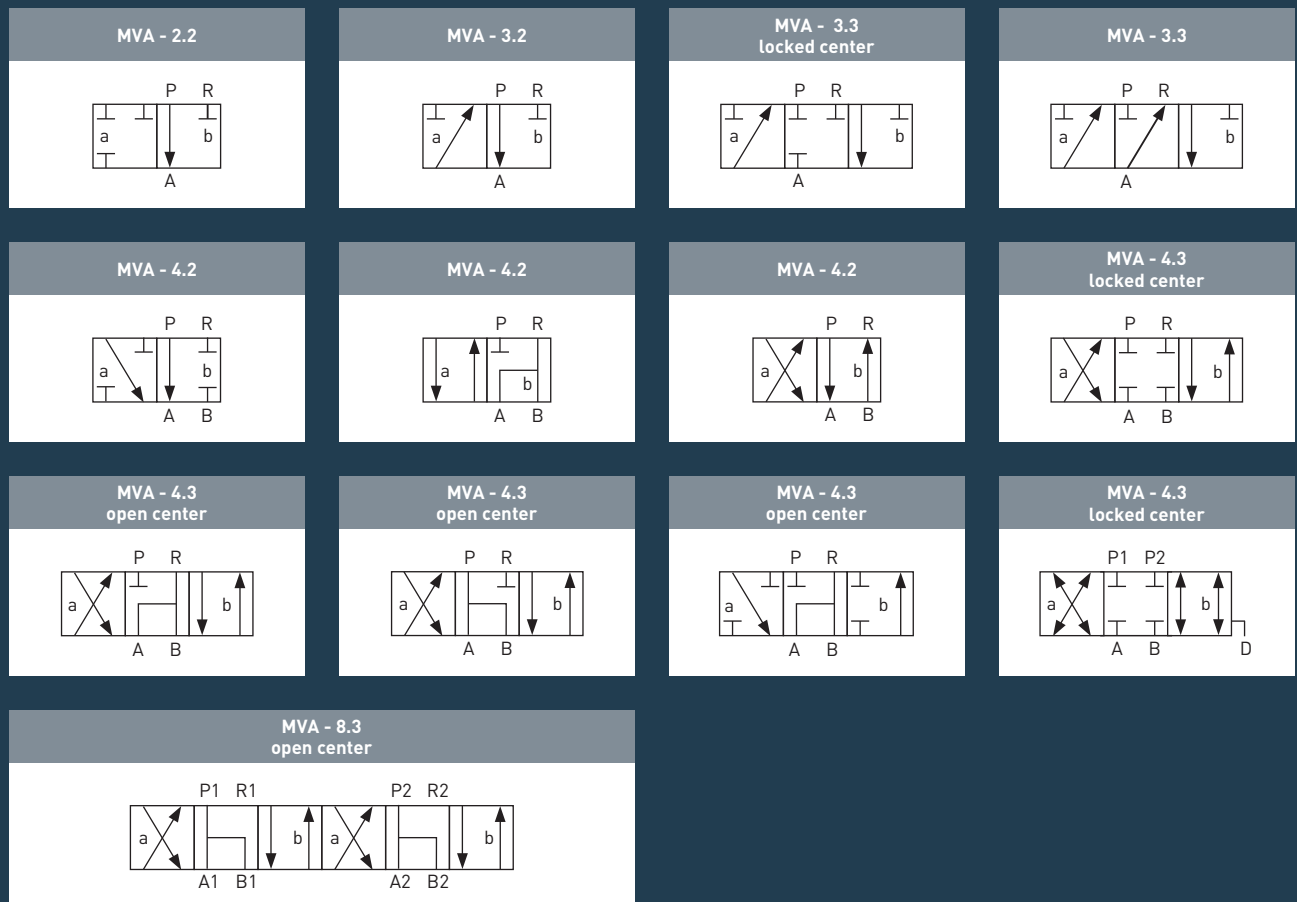 MVA - 2.2
P R
a b
A
MVA - 3.2
P R
a b
A
MVA - 3.3
locked center
P R
a b
A
MVA - 3.3
P R
a b
A
MVA - 4.2
P R
a b
A B
MVA - 4.2
P R
a b
A B
MVA - 4.2
P R
a b
A B
MVA - 4.3
locked center
P R
a b
A B
MVA - 4.3
open center
P R
a b
A B
MVA - 4.3
open center
P R
a b
A B
MVA - 4.3
open center
P R
a b
A B
MVA - 4.3
locked center
P1 P2
a b
A B D
MVA - 8.3
open center
P1 R1 P2 R2
a b a b
A1 B1 A2 B2